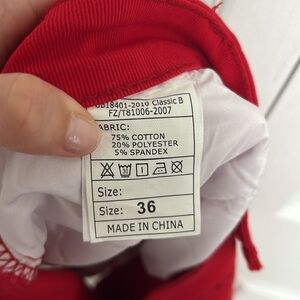 GB18401-2010 Classic B
FZ/T81006-2007
FABRIC:
75% COTTON
20% POLYESTER
5% SPANDEX
Size:
Size: 36
MADE IN CHINA